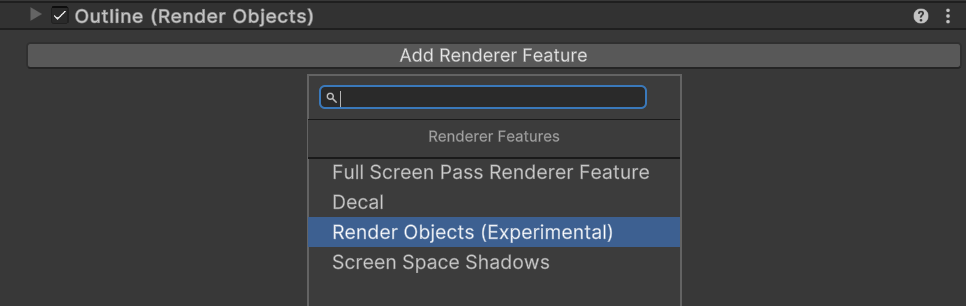 Outline (Render Objects)
Add Renderer Feature
Renderer Features
Full Screen Pass Renderer Feature
Decal
Render Objects (Experimental)
Screen Space Shadows